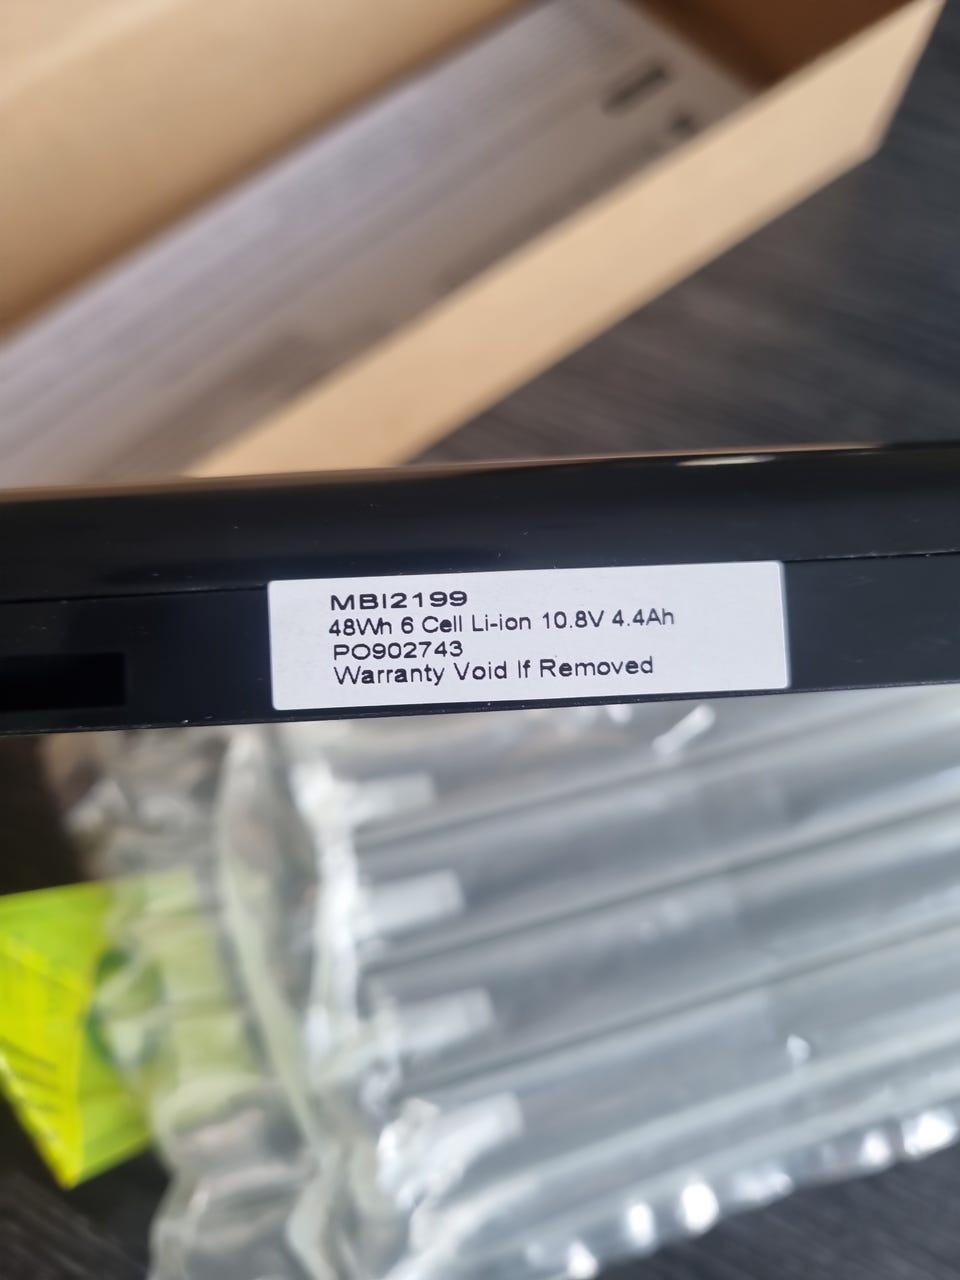 MBI2199
48Wh 6 Cell Li-ion 10.8V 4.4Ah
PO902743
Warranty Void If Removed